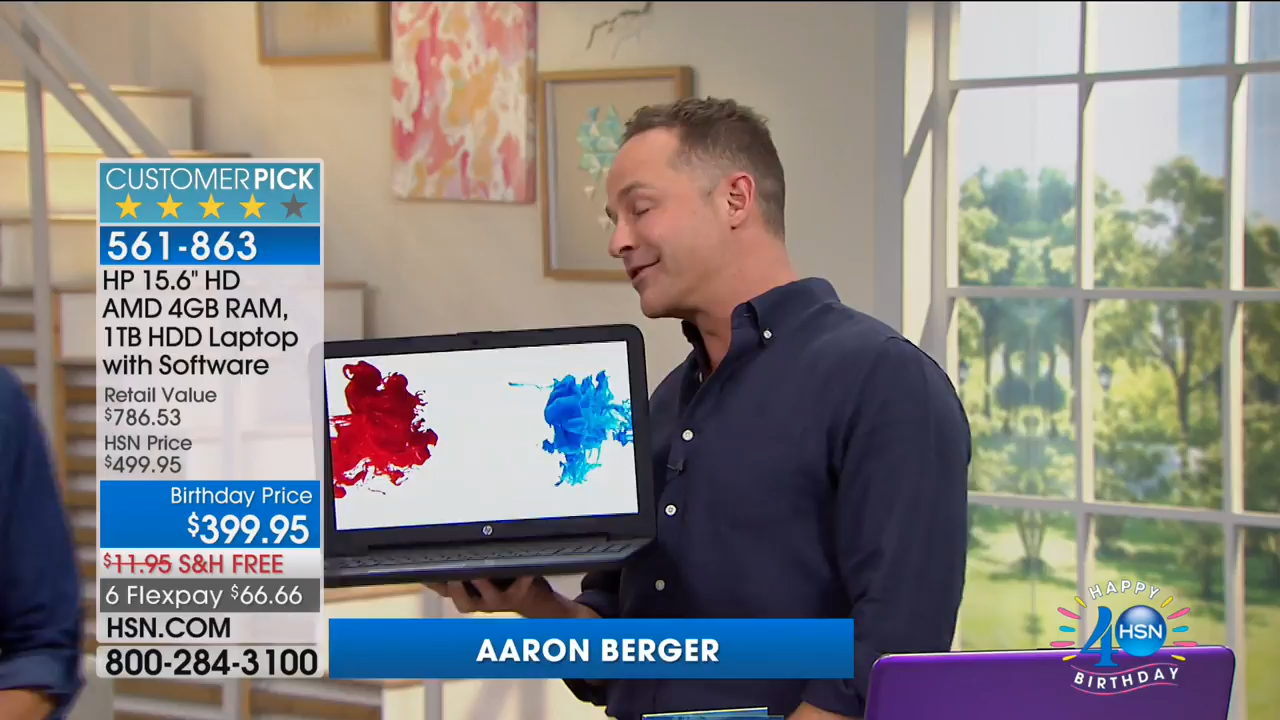 CUSTOMERPICK
561-863
HP 15.6" HD
AMD 4GB RAM,
1TB HDD Laptop
with Software
Retail Value
$786.53
HSN Price
$499.95
Birthday Price
$399.95
$11.95 S&H FREE
6 Flexpay $66.66
HSN.COM
800-284-3100
hp
AARON BERGER
HAPPY
40 HSN
BIRTHDAY